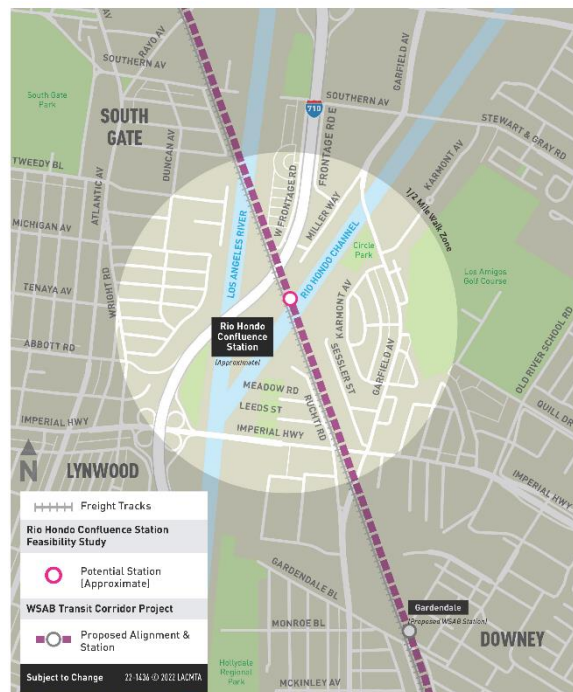 RAYO AV
SOUTHERN AV
South Gate
Park
SOUTH
GATE
710
FRONTAGE RD E
GARFIELD AV
SOUTHERN AV
STEWART & GRAY RD
TWEEDY BL
ATLANTIC AV
DUNCAN AV
W FRONTAGE RD
MILLER WAY
KARMONT AV
1/2 Mile Walk Zone
MICHIGAN AV
LOS ANGELES RIVER
RIO HONDO CHANNEL
Circle
Park
Los Amigos
Golf Course
TENAYA AV
WRIGHT RD
ABBOTT RD
Rio Hondo
Confluence
Station
(Approximate)
KARMONT AV
SESSLER ST
GARFIELD AV
OLD RIVER SCHOOL RD
MEADOW RD
LEEDS ST
RUCHTI RD
QUILL DR
IMPERIAL HWY
IMPERIAL HWY
IMPERIAL HWY
N
LYNWOOD
Freight Tracks
Rio Hondo Confluence Station
Feasibility Study
Potential Station
(Approximate)
WSAB Transit Corridor Project
Proposed Alignment &
Station
Subject to Change
22-1436 © 2022 LACMTA
GARDENDALE BL
Gardendale
(Proposed WSAB Station)
MONROE BL
DOWNEY
Hollydale
Regional
Park
MCKINLEY AV